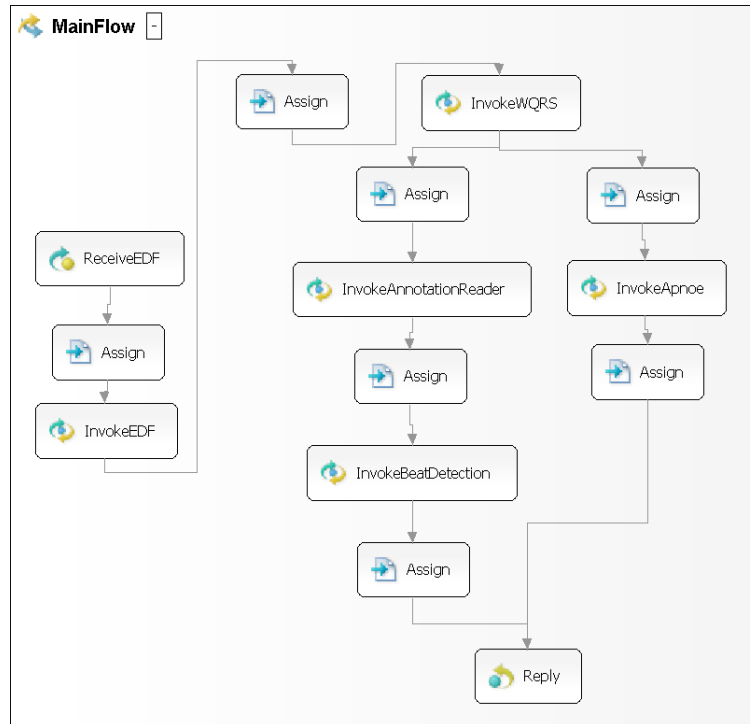 MainFlow -
ReceiveEDF
Assign
InvokeEDF
Assign
InvokeWQRS
Assign
InvokeAnnotationReader
Assign
InvokeBeatDetection
Assign
Assign
InvokeApnoe
Assign
Reply